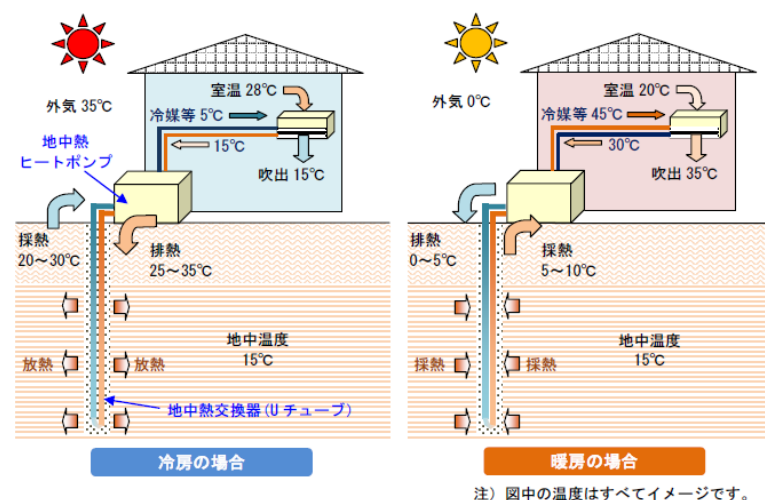 外気 35℃
室温 28℃
冷媒等 5℃
15℃
吹出 15℃
地中熱
ヒートポンプ
採熱
20～30℃
排熱
25～35℃
地中温度
15℃
放熱
放熱
地中熱交換器(Uチューブ)
冷房の場合
外気 0℃
室温 20℃
冷媒等 45℃
30℃
吹出 35℃
排熱
0～5℃
採熱
5～10℃
地中温度
15℃
採熱
採熱
暖房の場合
注）図中の温度はすべてイメージです。